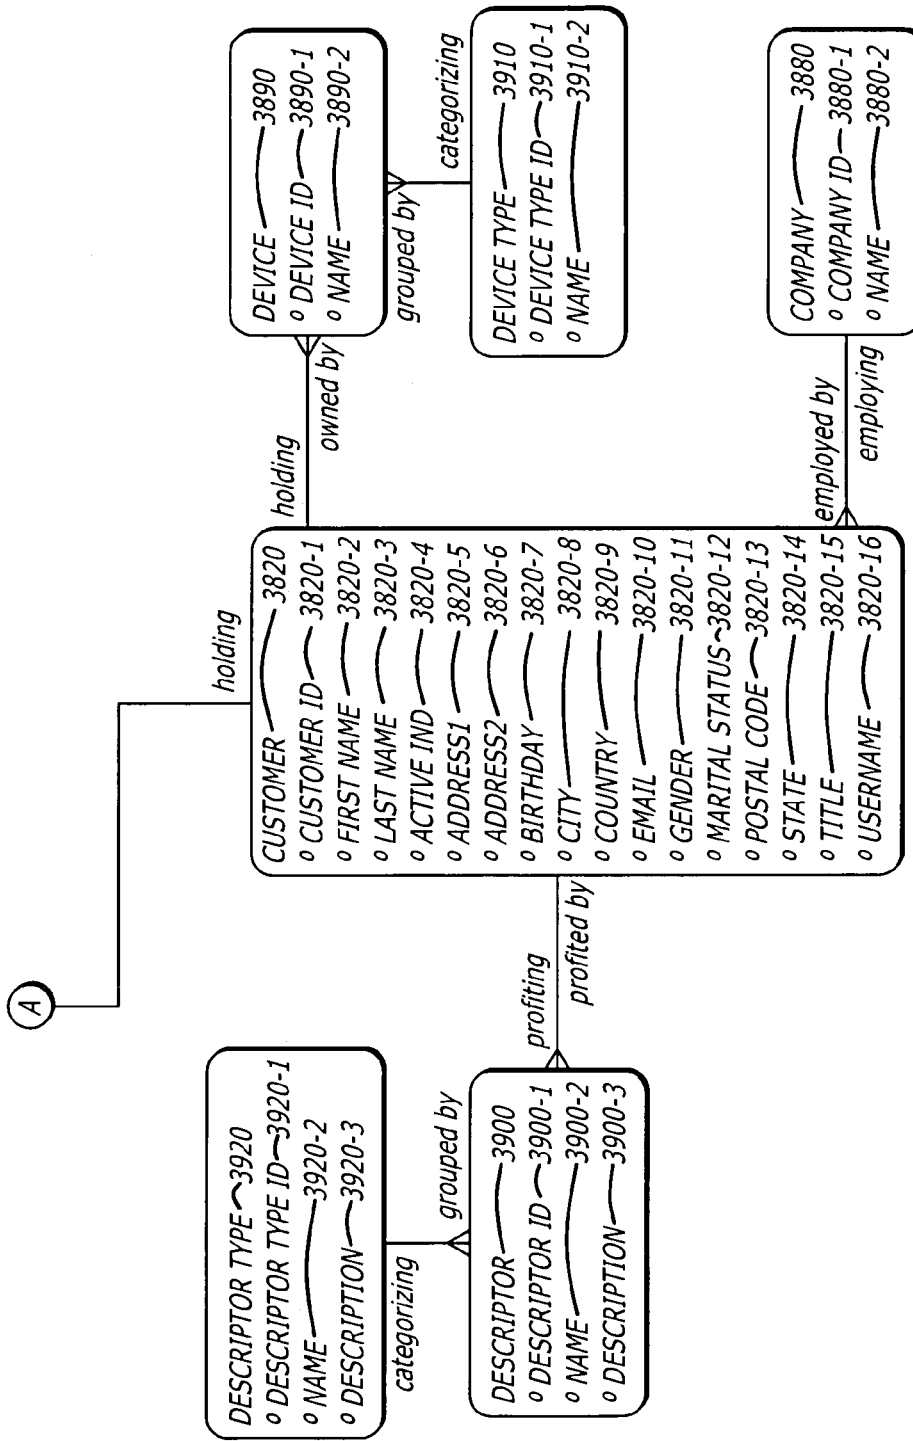 A
holding
DESCRIPTOR TYPE 3920
o DESCRIPTOR TYPE ID 3920-1
o NAME 3920-2
o DESCRIPTION 3920-3
categorizing
grouped by
DESCRIPTOR 3900
o DESCRIPTOR ID 3900-1
o NAME 3900-2
o DESCRIPTION 3900-3
profiting
profited by
CUSTOMER 3820
o CUSTOMER ID 3820-1
o FIRST NAME 3820-2
o LAST NAME 3820-3
o ACTIVE IND 3820-4
o ADDRESS1 3820-5
o ADDRESS2 3820-6
o BIRTHDAY 3820-7
o CITY 3820-8
o COUNTRY 3820-9
o EMAIL 3820-10
o GENDER 3820-11
o MARITAL STATUS 3820-12
o POSTAL CODE 3820-13
o STATE 3820-14
o TITLE 3820-15
o USERNAME 3820-16
holding
owned by
DEVICE 3890
o DEVICE ID 3890-1
o NAME 3890-2
grouped by
categorizing
DEVICE TYPE 3910
o DEVICE TYPE ID 3910-1
o NAME 3910-2
employed by
employing
COMPANY 3880
o COMPANY ID 3880-1
o NAME 3880-2